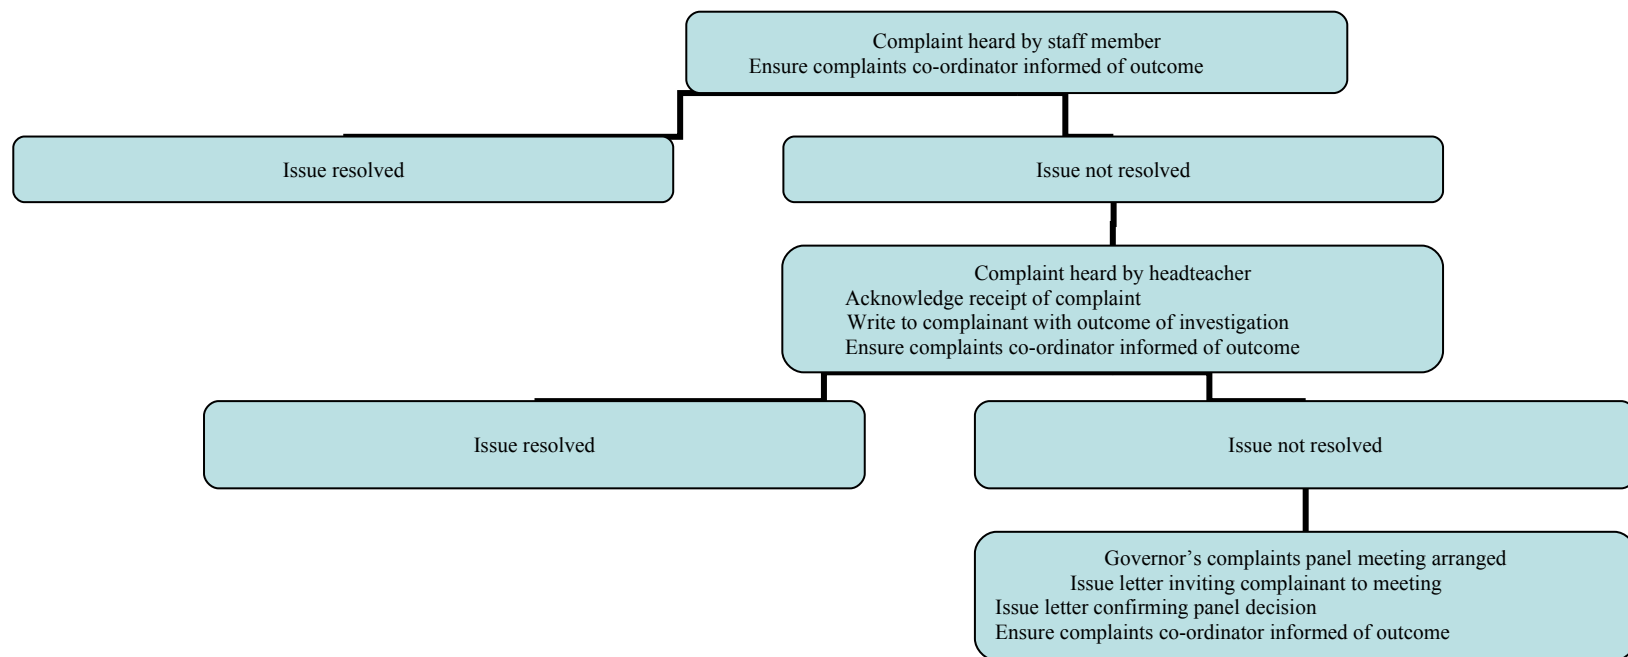 Complaint heard by staff member
Ensure complaints co-ordinator informed of outcome
Issue resolved
Issue not resolved
Complaint heard by headteacher
Acknowledge receipt of complaint
Write to complainant with outcome of investigation
Ensure complaints co-ordinator informed of outcome
Issue resolved
Issue not resolved
Governor’s complaints panel meeting arranged
Issue letter inviting complainant to meeting
Issue letter confirming panel decision
Ensure complaints co-ordinator informed of outcome